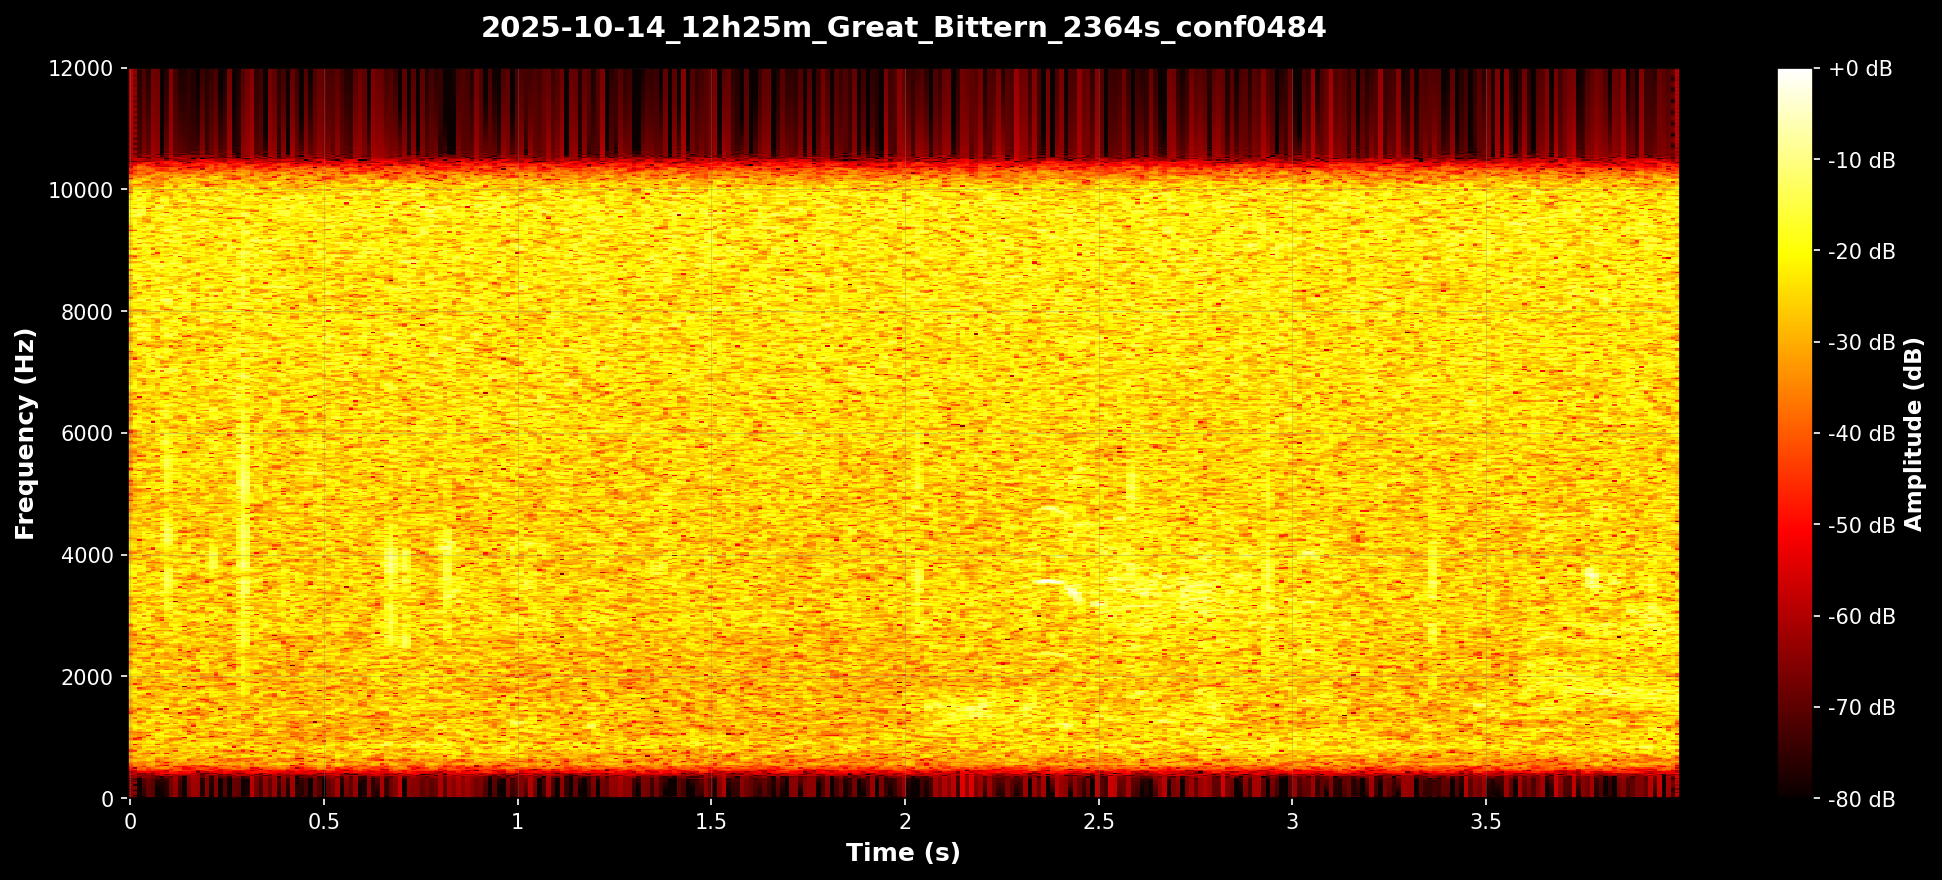 2025-10-14_12h25m_Great_Bittern_2364s_conf0484
12000
10000
8000
6000
4000
2000
0
Frequency (Hz)
0
0.5
1
1.5
2
2.5
3
3.5
Time (s)
+0 dB
-10 dB
-20 dB
-30 dB
-40 dB
-50 dB
-60 dB
-70 dB
-80 dB
Amplitude (dB)